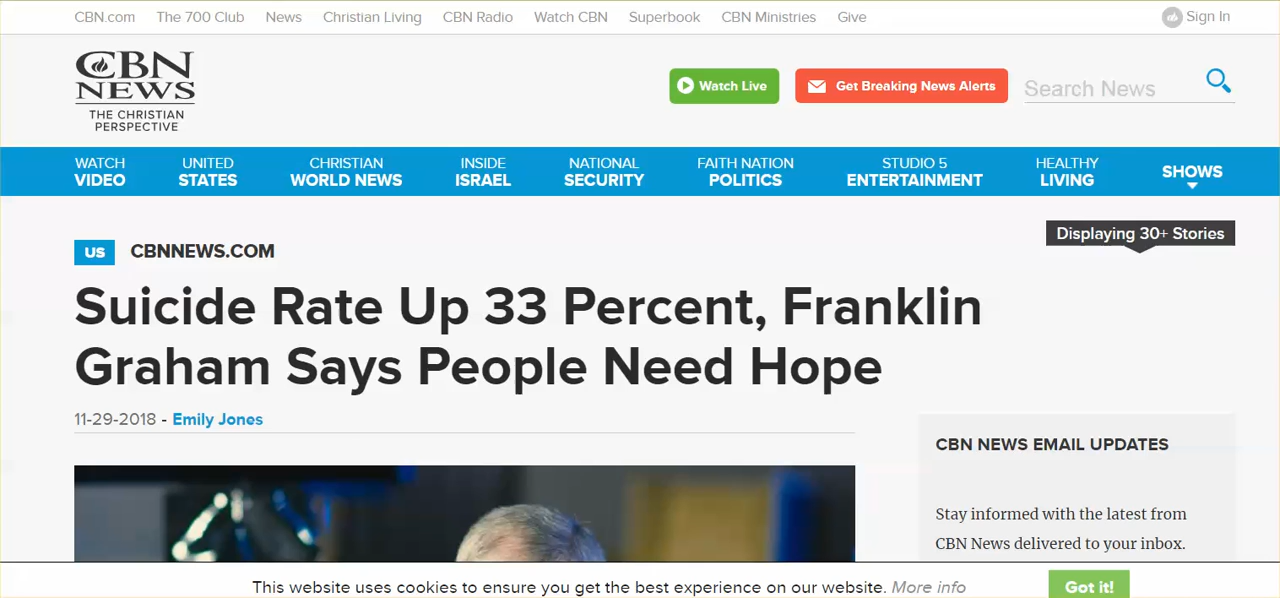 CBN.com The 700 Club News Christian Living CBN Radio Watch CBN Superbook CBN Ministries Give Sign In
CBN
NEWS
THE CHRISTIAN
PERSPECTIVE
Watch Live Get Breaking News Alerts Search News
WATCH VIDEO
UNITED STATES
CHRISTIAN WORLD NEWS
INSIDE ISRAEL
NATIONAL SECURITY
FAITH NATION POLITICS
STUDIO 5 ENTERTAINMENT
HEALTHY LIVING
SHOWS
Displaying 30+ Stories
US CBNNEWS.COM
Suicide Rate Up 33 Percent, Franklin
Graham Says People Need Hope
11-29-2018 - Emily Jones
CBN NEWS EMAIL UPDATES
Stay informed with the latest from
CBN News delivered to your inbox.
This website uses cookies to ensure you get the best experience on our website. More info Got it!